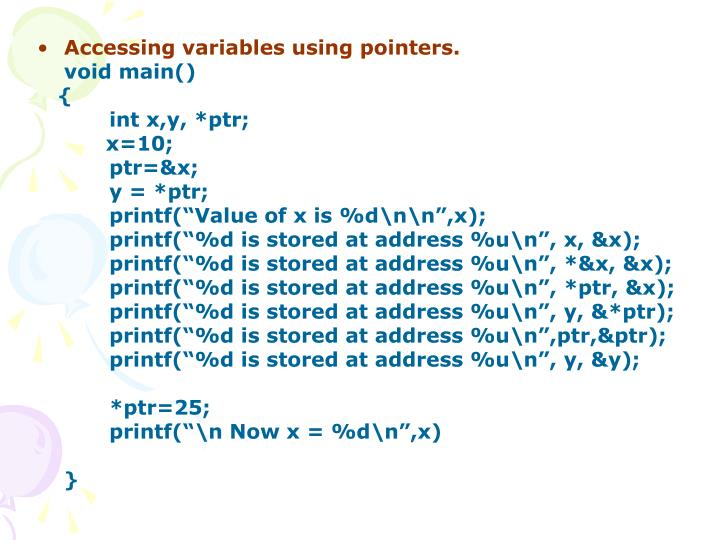 • Accessing variables using pointers.
void main()
{
int x,y, *ptr;
x=10;
ptr=&x;
y = *ptr;
printf(“Value of x is %d\n\n”,x);
printf(“%d is stored at address %u\n”, x, &x);
printf(“%d is stored at address %u\n”, *&x, &x);
printf(“%d is stored at address %u\n”, *ptr, &x);
printf(“%d is stored at address %u\n”, y, &*ptr);
printf(“%d is stored at address %u\n”,ptr,&ptr);
printf(“%d is stored at address %u\n”, y, &y);
*ptr=25;
printf(“\n Now x = %d\n”,x)
}